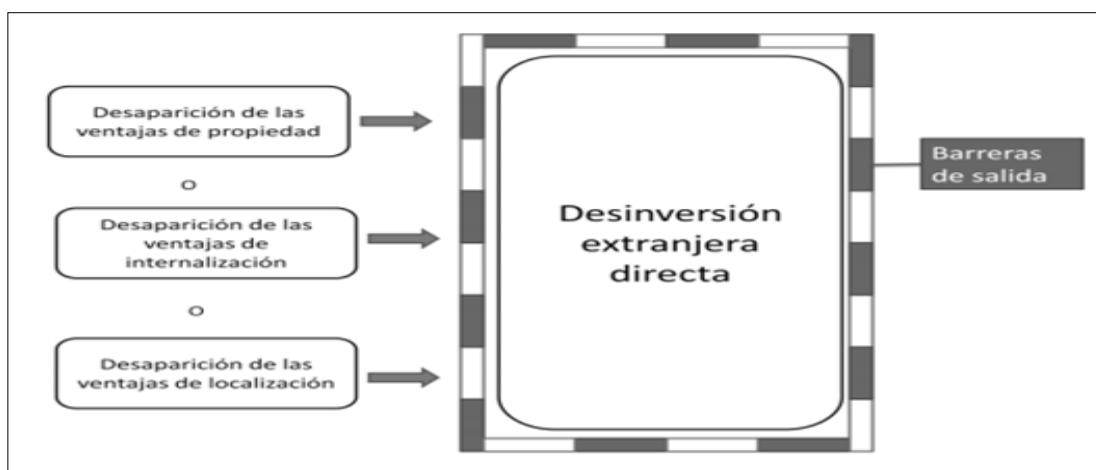 Desaparición de las
ventajas de propiedad
o
Desaparición de las
ventajas de
internalización
o
Desaparición de las
ventajas de localización
Desinversión
extranjera
directa
Barreras
de salida